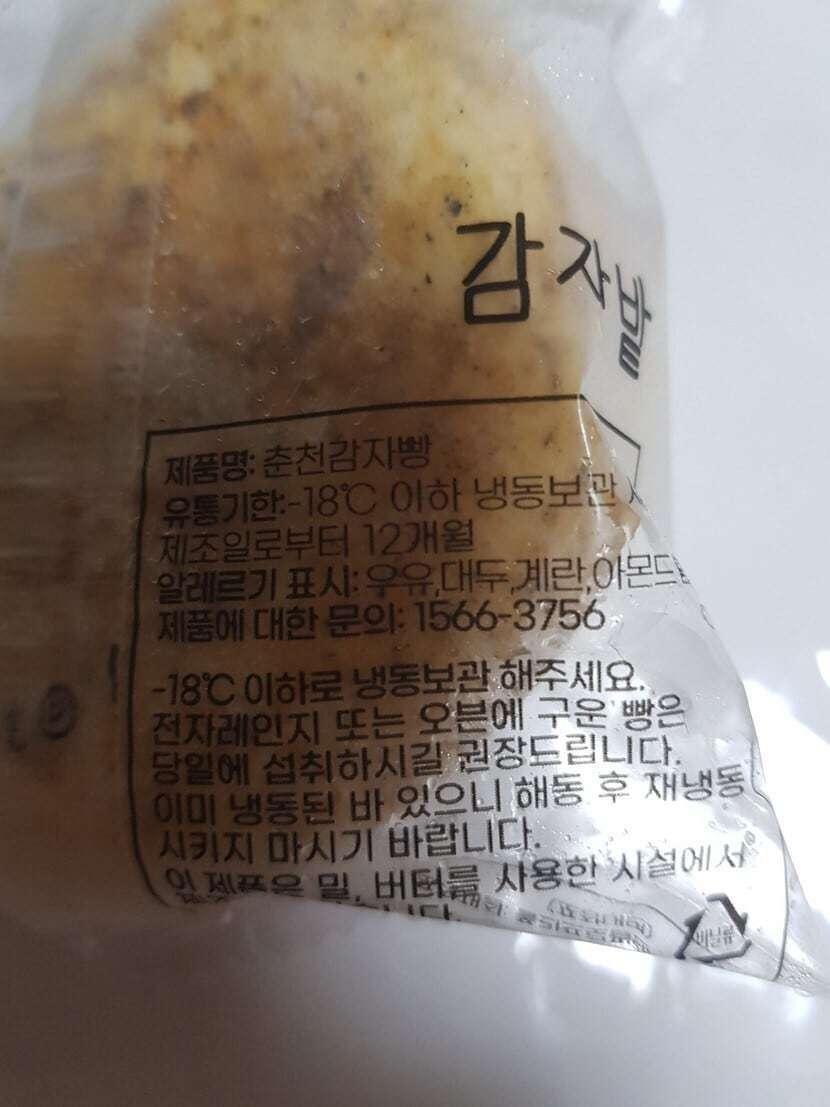 감자밭
제품명: 춘천감자빵
유통기한:-18℃ 이하 냉동보관
제조일로부터 12개월
알레르기 표시: 우유,대두,계란,아몬드
제품에 대한 문의: 1566-3756
-18℃ 이하로 냉동보관 해주세요.
전자레인지 또는 오븐에 구운 빵은
당일에 섭취하시길 권장드립니다.
이미 냉동된 바 있으니 해동 후 재냉동
시키지 마시기 바랍니다.
이 제품은 밀, 버터를 사용한 시설에서
비닐류